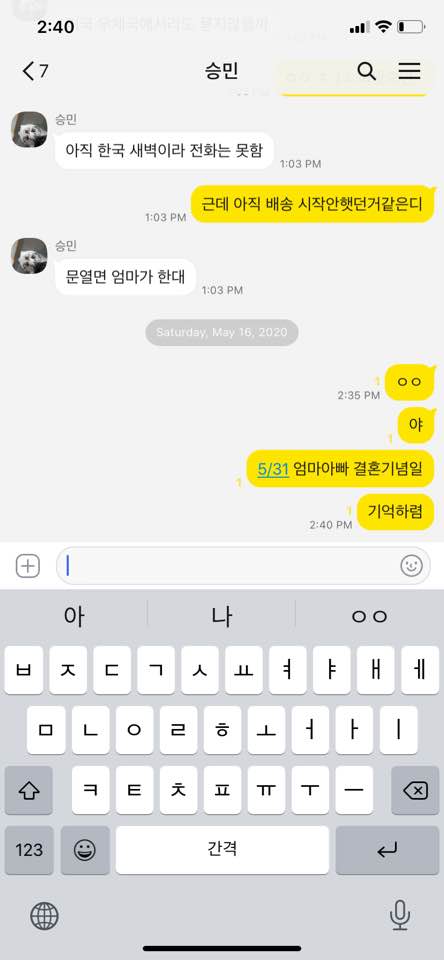 2:40
7
승민
승민
아직 한국 새벽이라 전화는 못함
1:03 PM
근데 아직 배송 시작안햇던거같은디
1:03 PM
승민
문열면 엄마가 한대
1:03 PM
Saturday, May 16, 2020
1
ㅇㅇ
2:35 PM
1
야
1
5/31 엄마아빠 결혼기념일
1
기억하렴
2:40 PM
아 나 ㅇㅇ
ㅂ ㅈ ㄷ ㄱ ㅅ ㅛ ㅕ ㅑ ㅐ ㅔ
ㅁ ㄴ ㅇ ㄹ ㅎ ㅗ ㅓ ㅏ ㅣ
ㅋ ㅌ ㅊ ㅍ ㅠ ㅜ ㅡ
123 간격